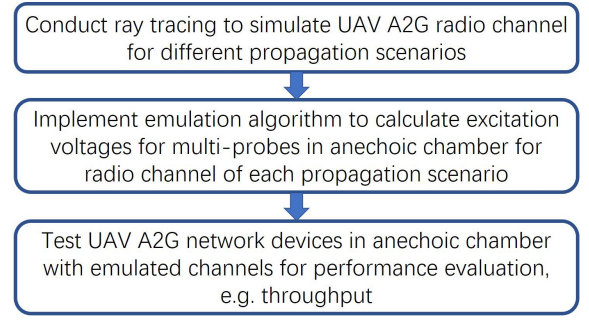 Conduct ray tracing to simulate UAV A2G radio channel
for different propagation scenarios
Implement emulation algorithm to calculate excitation
voltages for multi-probes in anechoic chamber for
radio channel of each propagation scenario
Test UAV A2G network devices in anechoic chamber
with emulated channels for performance evaluation,
e.g. throughput